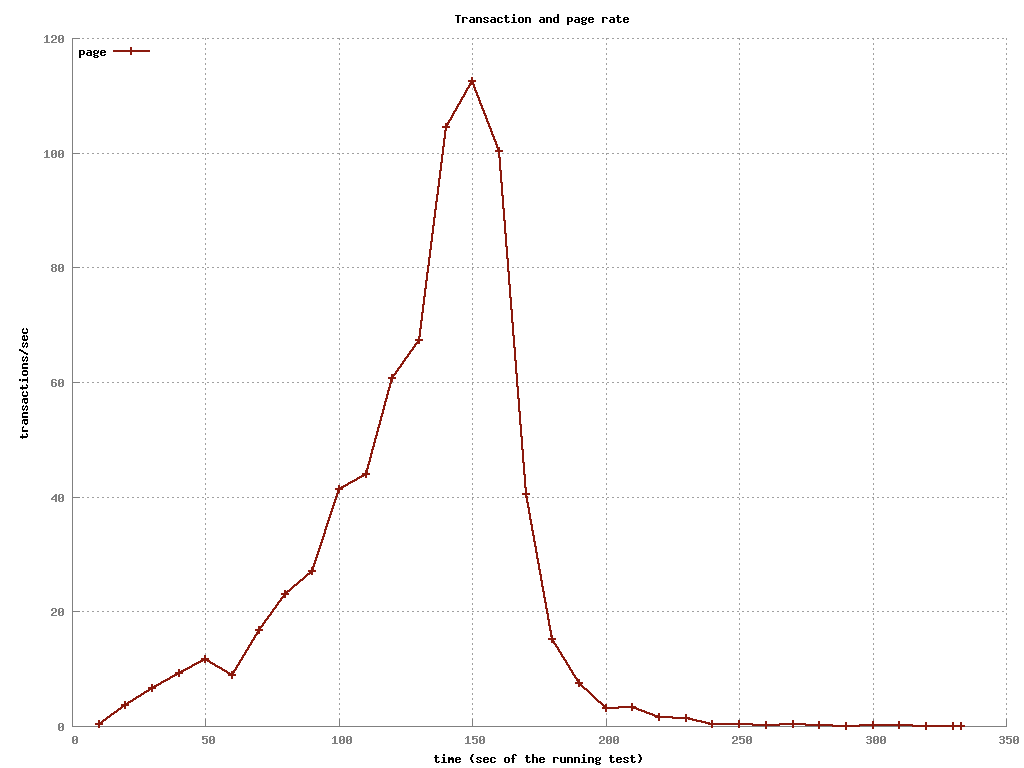 Transaction and page rate
page
120
100
80
60
40
20
0
transactions/sec
0 50 100 150 200 250 300 350
time (sec of the running test)